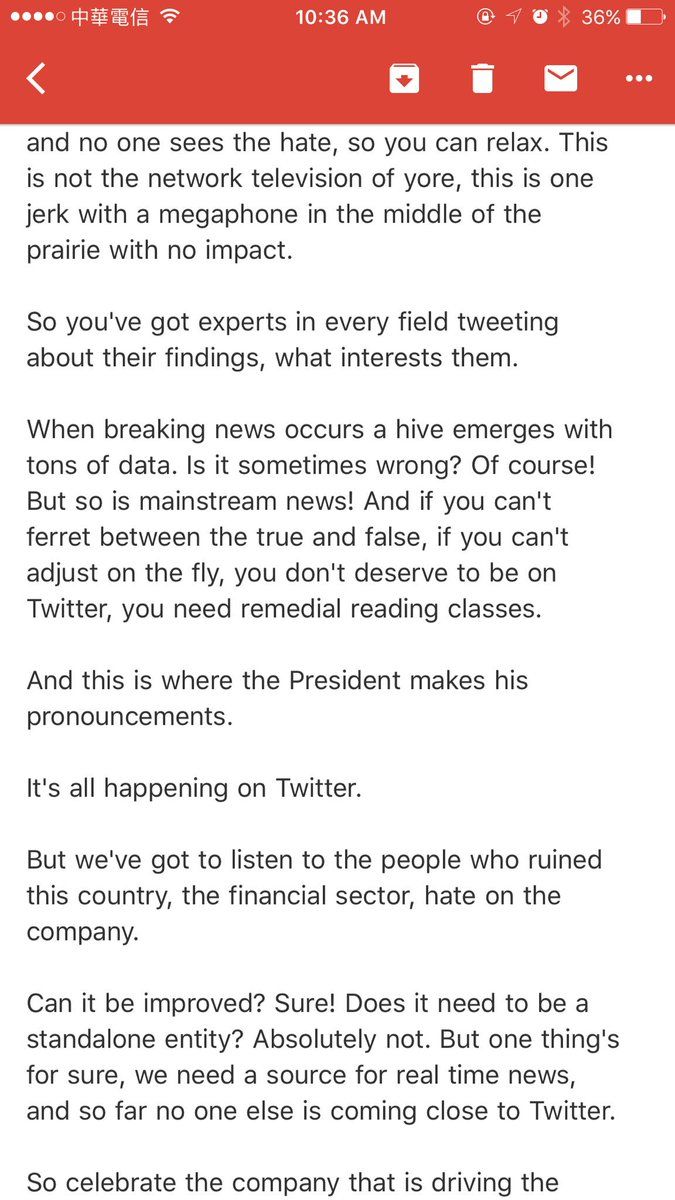 中華電信
10:36 AM
36%
and no one sees the hate, so you can relax. This
is not the network television of yore, this is one
jerk with a megaphone in the middle of the
prairie with no impact.
So you've got experts in every field tweeting
about their findings, what interests them.
When breaking news occurs a hive emerges with
tons of data. Is it sometimes wrong? Of course!
But so is mainstream news! And if you can't
ferret between the true and false, if you can't
adjust on the fly, you don't deserve to be on
Twitter, you need remedial reading classes.
And this is where the President makes his
pronouncements.
It's all happening on Twitter.
But we've got to listen to the people who ruined
this country, the financial sector, hate on the
company.
Can it be improved? Sure! Does it need to be a
standalone entity? Absolutely not. But one thing's
for sure, we need a source for real time news,
and so far no one else is coming close to Twitter.
So celebrate the company that is driving the